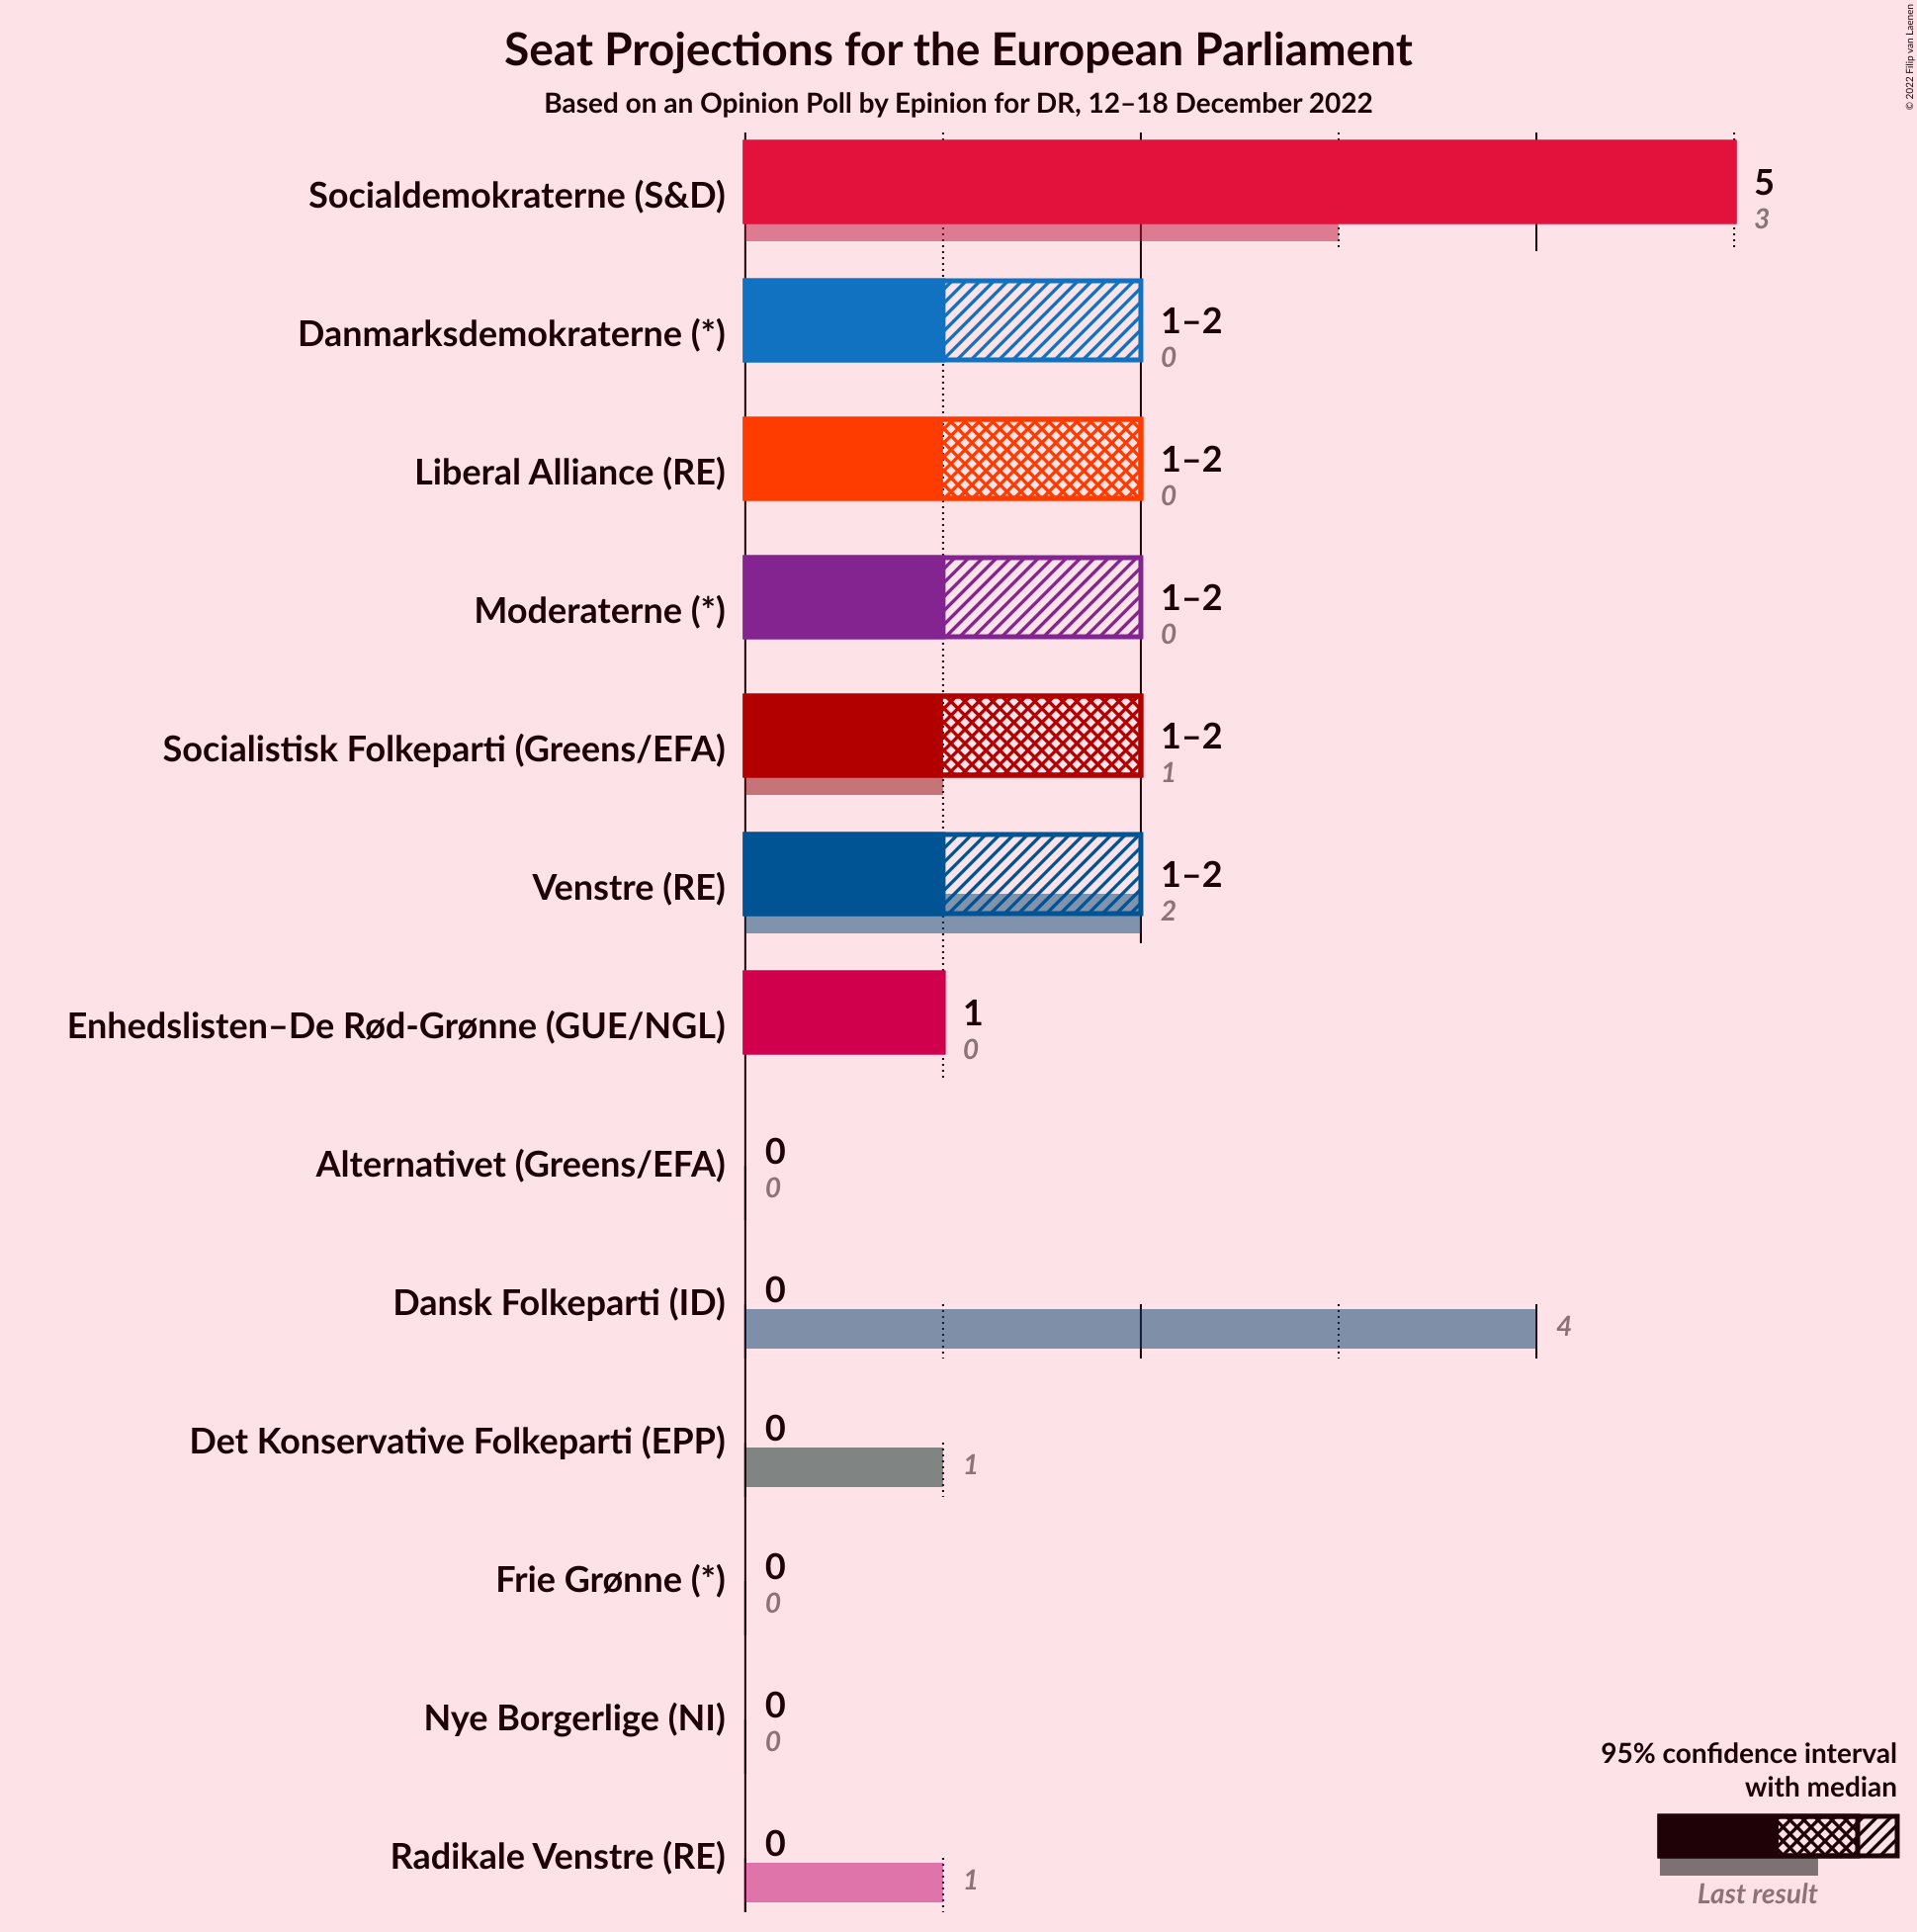 Seat Projections for the European Parliament
Based on an Opinion Poll by Epinion for DR, 12–18 December 2022
© 2022 Filip van Laenen
Socialdemokraterne (S&D)
5
3
Danmarksdemokraterne (*)
1–2
0
Liberal Alliance (RE)
1–2
0
Moderaterne (*)
1–2
0
Socialistisk Folkeparti (Greens/EFA)
1–2
1
Venstre (RE)
1–2
2
Enhedslisten–De Rød-Grønne (GUE/NGL)
1
0
Alternativet (Greens/EFA)
0
0
Dansk Folkeparti (ID)
0
4
Det Konservative Folkeparti (EPP)
0
1
Frie Grønne (*)
0
0
Nye Borgerlige (NI)
0
0
Radikale Venstre (RE)
0
1
95% confidence interval
with median
Last result